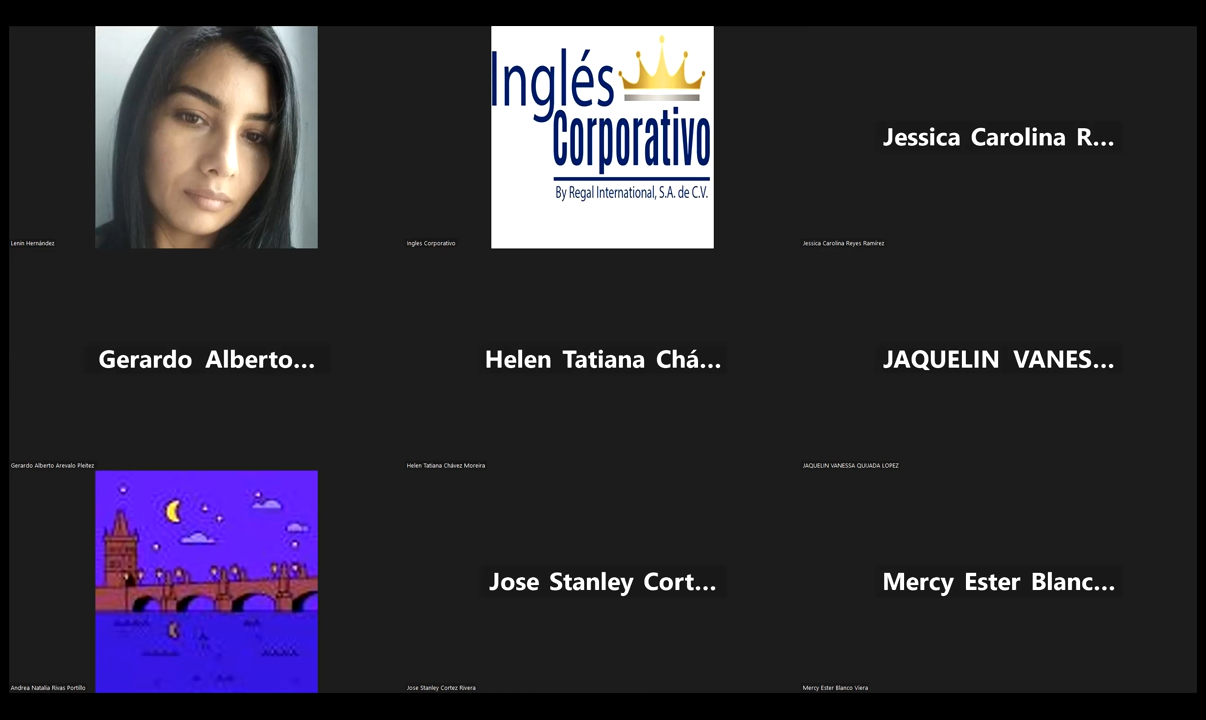 Inglés
Corporativo
By Regal International, S.A. de C.V.
Jessica Carolina R...
Lenin Hernández
Ingles Corporativo
Jessica Carolina Reyes Ramírez
Gerardo Alberto...
Helen Tatiana Chá...
JAQUELIN VANES...
Gerardo Alberto Arevalo Pleitez
Helen Tatiana Chávez Moreira
JAQUELIN VANESSA QUIJADA LOPEZ
Jose Stanley Cort...
Mercy Ester Blanc...
Andrea Natalia Rivas Portillo
Jose Stanley Cortez Rivera
Mercy Ester Blanco Viera